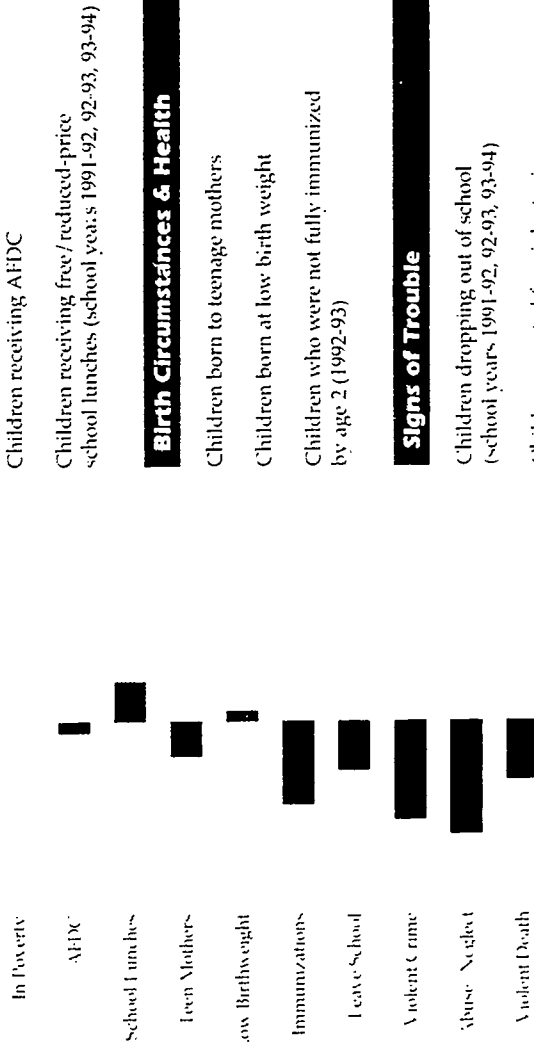 Children receiving AFDC
Children receiving free/reduced-price
school lunches (school years 1991-92, 92-93, 93-94)
Birth Circumstances & Health
Children born to teenage mothers
Children born at low birth weight
Children who were not fully immunized
by age 2 (1992-93)
Signs of Trouble
Children dropping out of school
(school years 1991-92, 92-93, 93-94)
In Poverty
AFDC
School Lunches
Teen Mothers
ow Birthweight
Immunizations
Leave School
Violent Crime
Abuse Neglect
Violent Death